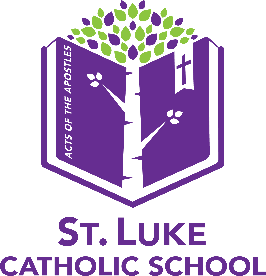 ACTS OF THE APOSTLES
ST. LUKE
CATHOLIC SCHOOL